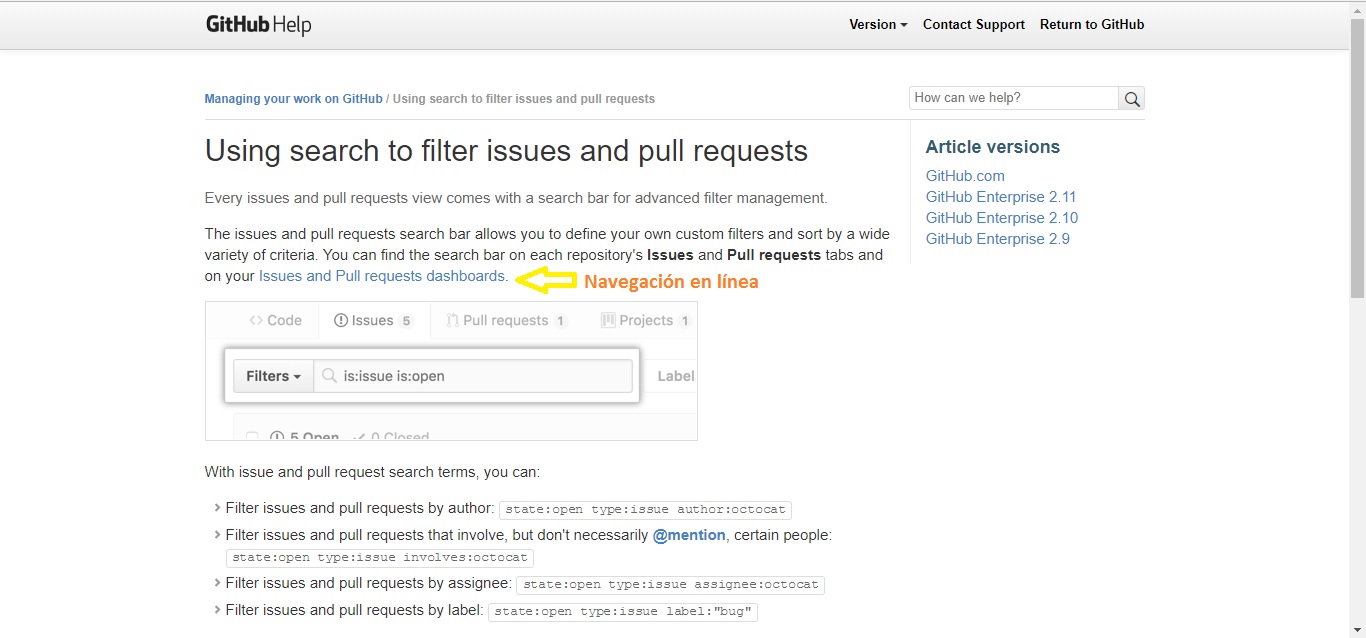 GitHub Help
Version Contact Support Return to GitHub
Managing your work on GitHub / Using search to filter issues and pull requests
How can we help?
Using search to filter issues and pull requests
Every issues and pull requests view comes with a search bar for advanced filter management.
The issues and pull requests search bar allows you to define your own custom filters and sort by a wide
variety of criteria. You can find the search bar on each repository's Issues and Pull requests tabs and
on your Issues and Pull requests dashboards.
Navegación en línea
Code Issues 5 Pull requests 1 Projects 1
Filters is:issue is:open Label
5 Open 0 Closed
With issue and pull request search terms, you can:
Filter issues and pull requests by author: state:open type:issue author:octocat
Filter issues and pull requests that involve, but don't necessarily @mention, certain people:
state:open type:issue involves:octocat
Filter issues and pull requests by assignee: state:open type:issue assignee:octocat
Filter issues and pull requests by label: state:open type:issue label:"bug"
Article versions
GitHub.com
GitHub Enterprise 2.11
GitHub Enterprise 2.10
GitHub Enterprise 2.9